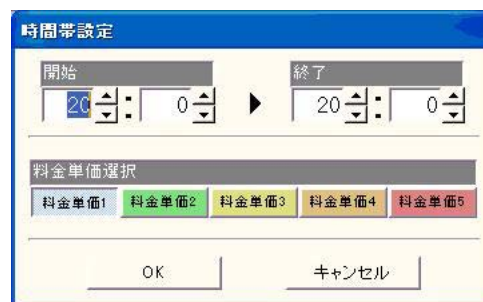 時間帯設定
開始 終了
20 : 0 ▶ 20 : 0
料金単価選択
料金単価1 料金単価2 料金単価3 料金単価4 料金単価5
OK キャンセル